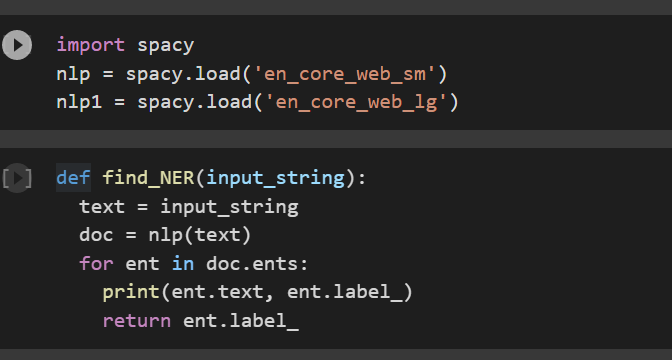 import spacy
nlp = spacy.load('en_core_web_sm')
nlp1 = spacy.load('en_core_web_lg')
[ ] def find_NER(input_string):
  text = input_string
  doc = nlp(text)
  for ent in doc.ents:
    print(ent.text, ent.label_)
    return ent.label_